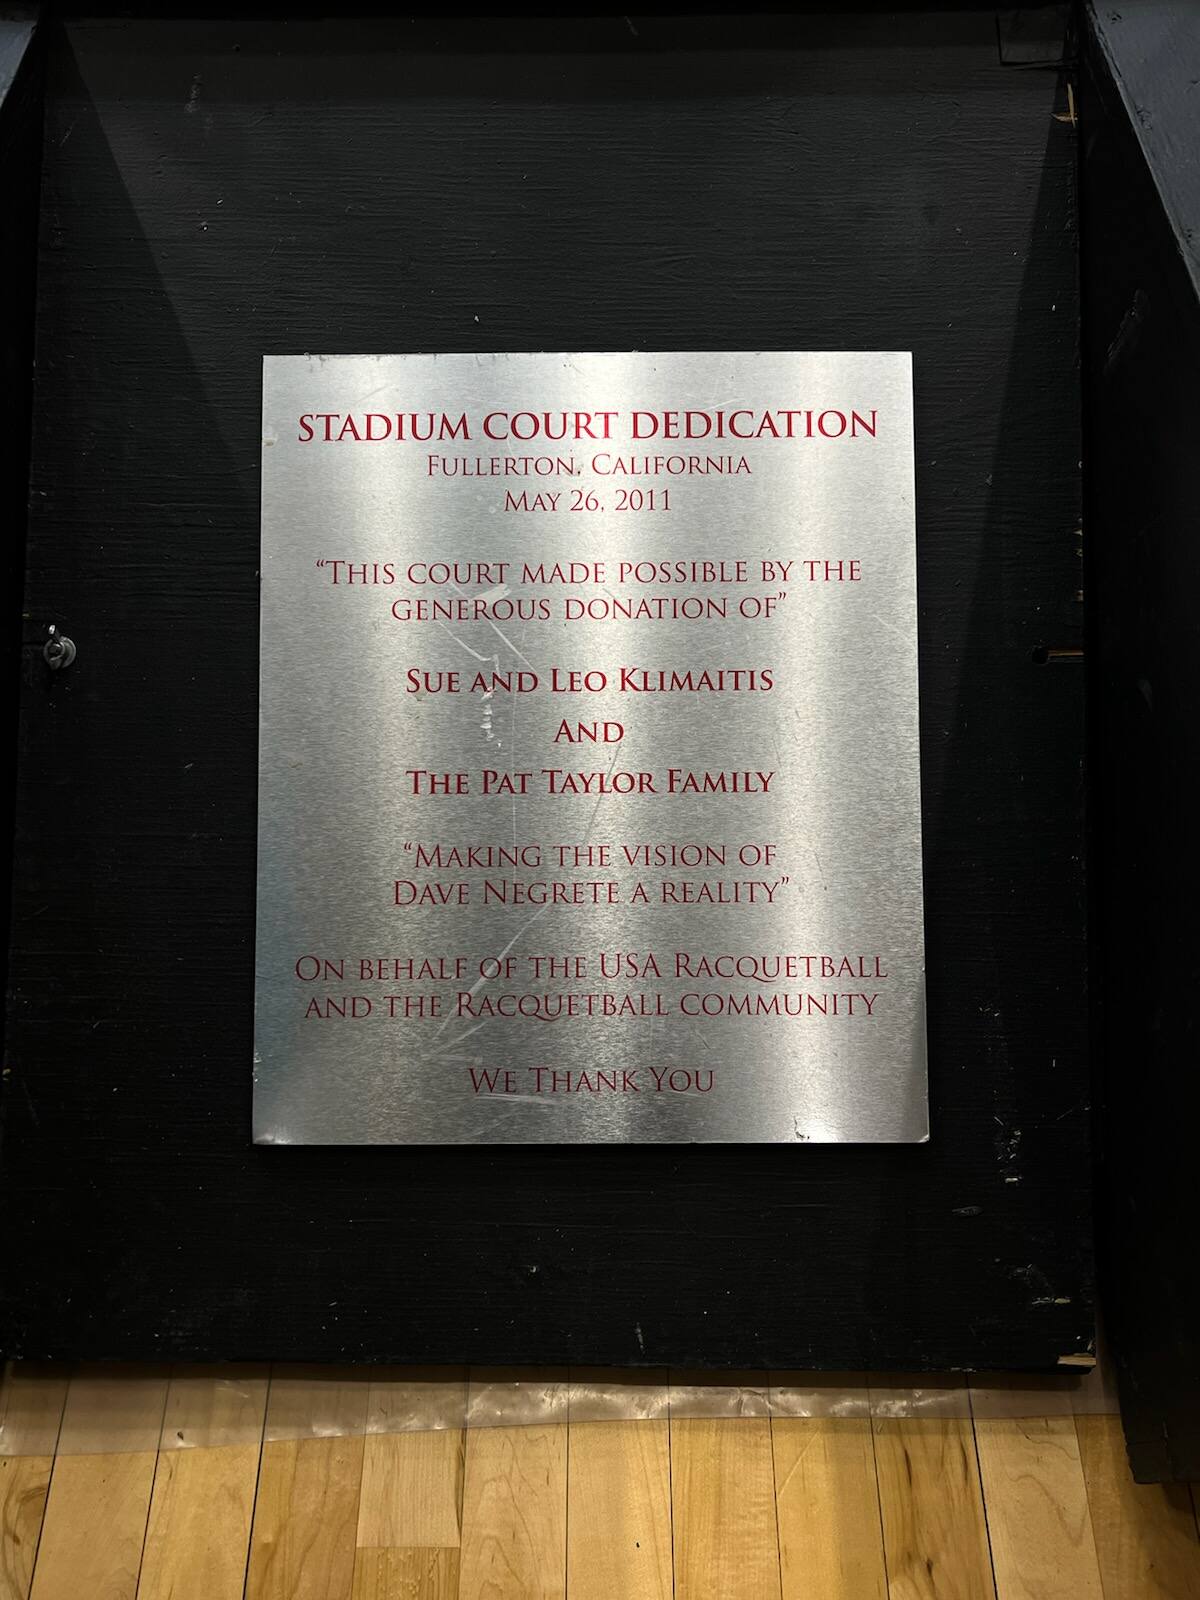 STADIUM COURT DEDICATION
FULLERTON, CALIFORNIA
MAY 26, 2011
“THIS COURT MADE POSSIBLE BY THE
GENEROUS DONATION OF”
SUE AND LEO KLIMAITIS
AND
THE PAT TAYLOR FAMILY
“MAKING THE VISION OF
DAVE NEGRETE A REALITY”
ON BEHALF OF THE USA RACQUETBALL
AND THE RACQUETBALL COMMUNITY
WE THANK YOU